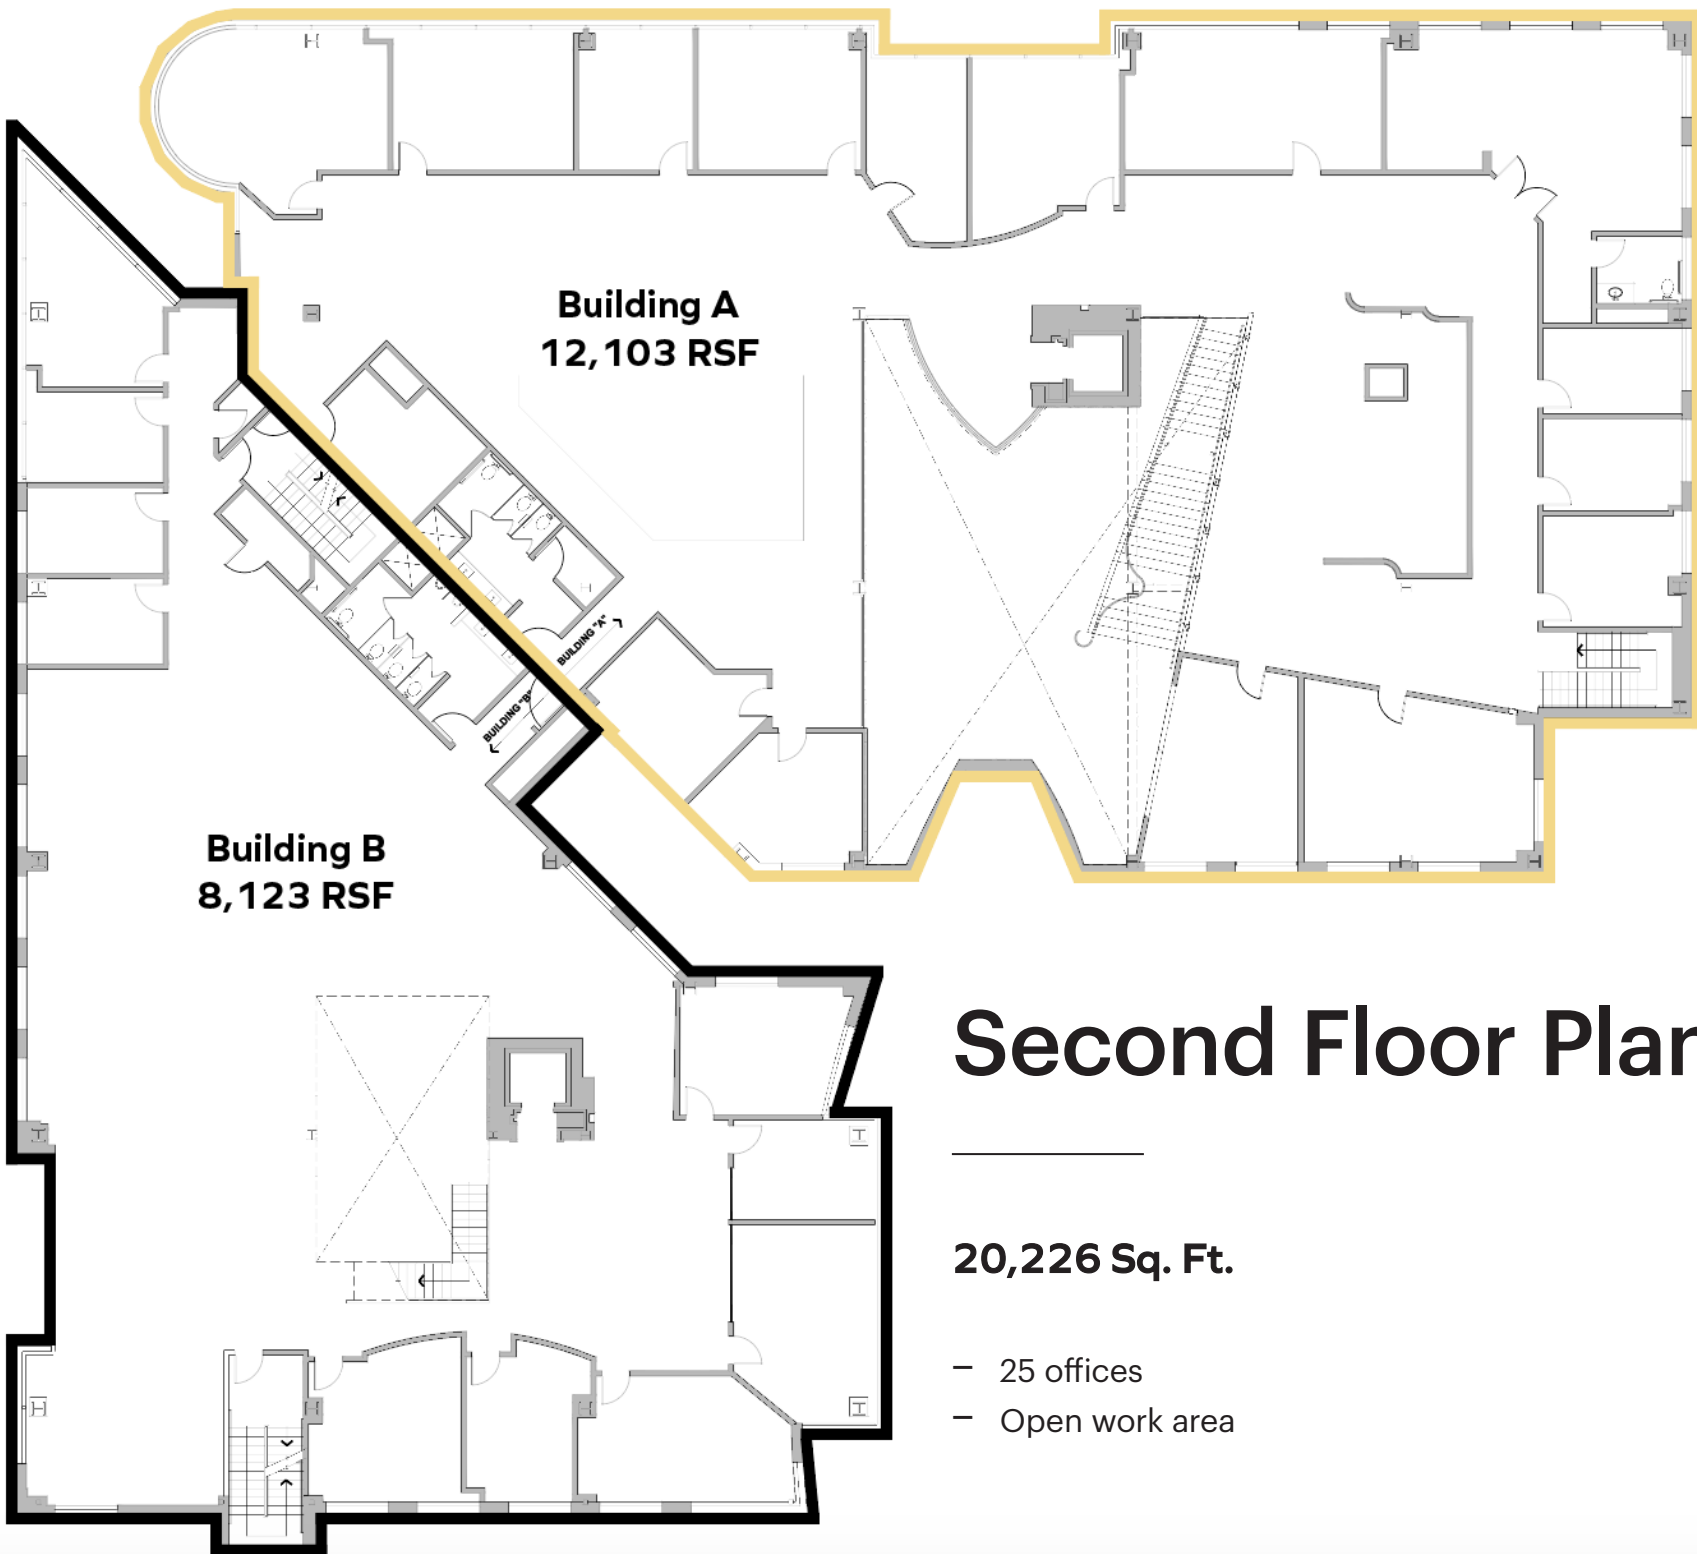 Building A
12,103 RSF
BUILDING "A"
BUILDING "B"
Building B
8,123 RSF
Second Floor Plan
20,226 Sq. Ft.
– 25 offices
– Open work area